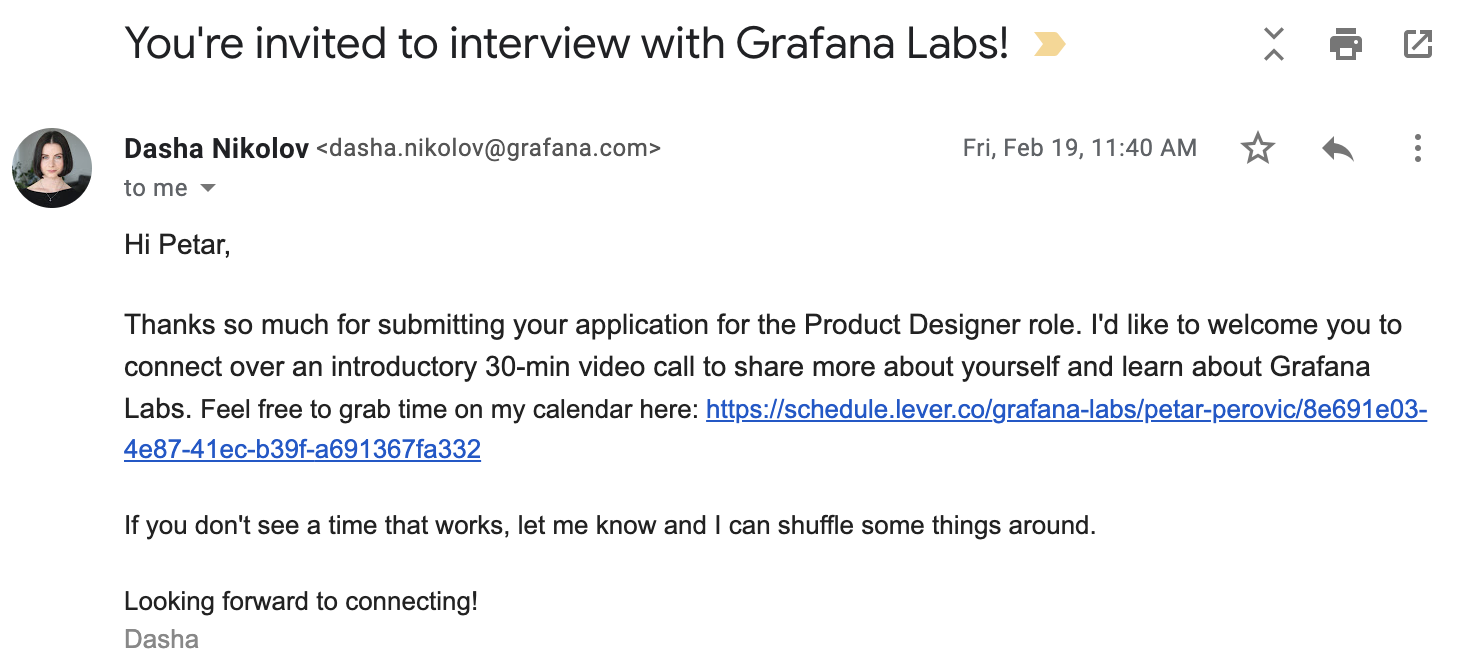 You're invited to interview with Grafana Labs!
Dasha Nikolov <dasha.nikolov@grafana.com> Fri, Feb 19, 11:40 AM
to me
Hi Petar,
Thanks so much for submitting your application for the Product Designer role. I'd like to welcome you to
connect over an introductory 30-min video call to share more about yourself and learn about Grafana
Labs. Feel free to grab time on my calendar here: https://schedule.lever.co/grafana-labs/petar-perovic/8e691e03-
4e87-41ec-b39f-a691367fa332
If you don't see a time that works, let me know and I can shuffle some things around.
Looking forward to connecting!
Dasha